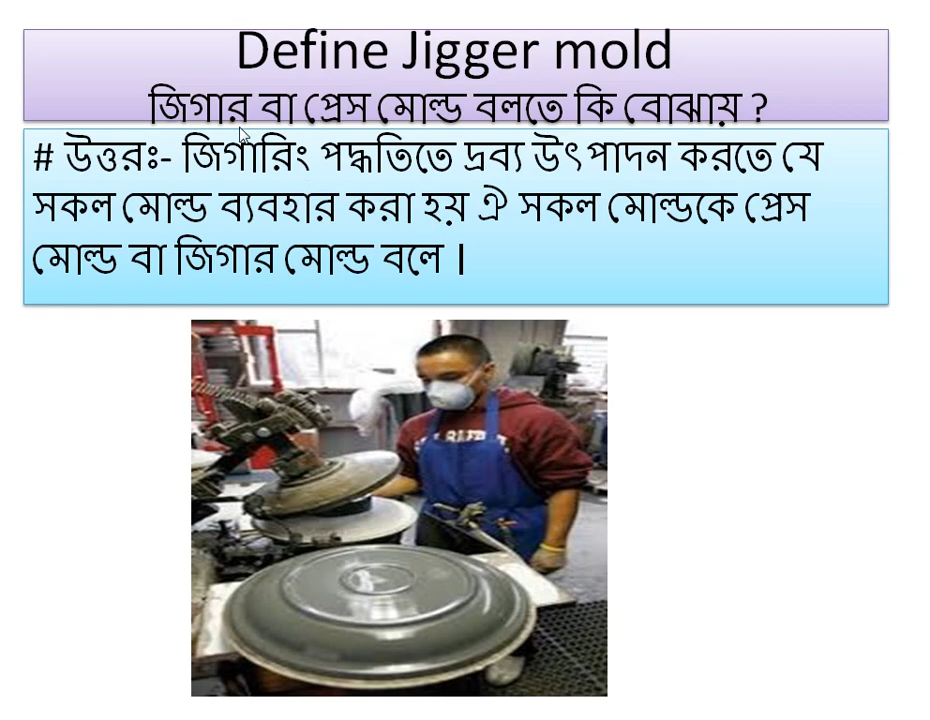 Define Jigger mold
জিগার বা প্রেস মোল্ড বলতে কি বোঝায় ?
# উত্তরঃ- জিগারিং পদ্ধতিতে দ্রব্য উৎপাদন করতে যে
সকল মোল্ড ব্যবহার করা হয় ঐ সকল মোল্ডকে প্রেস
মোল্ড বা জিগার মোল্ড বলে ।